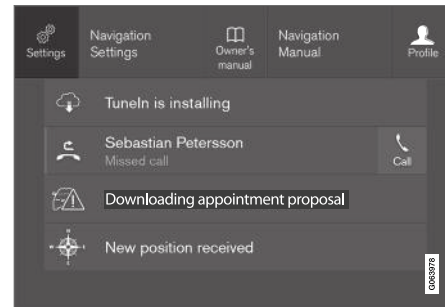 Settings
Navigation
Settings
Owner's
manual
Navigation
Manual
Profile
TuneIn is installing
Sebastian Petersson
Missed call
Call
Downloading appointment proposal
New position received
G063978